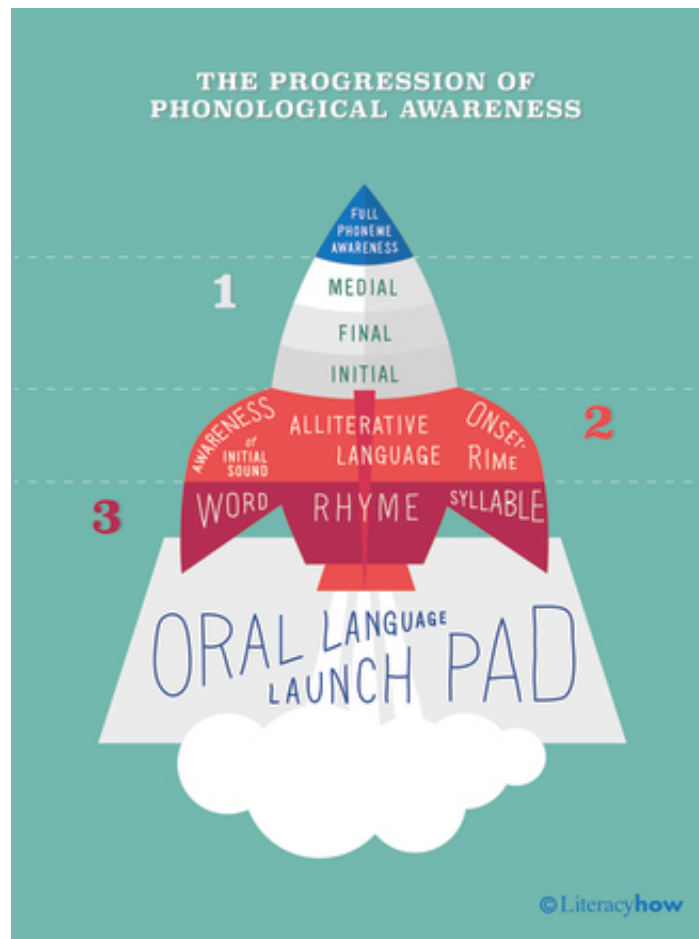 THE PROGRESSION OF
PHONOLOGICAL AWARENESS
FULL
PHONEME
AWARENESS
1
MEDIAL
FINAL
INITIAL
AWARENESS
of
INITIAL
SOUND
ALLITERATIVE
LANGUAGE
ONSET-
RIME
2
3
WORD
RHYME
SYLLABLE
ORAL LANGUAGE
LAUNCH PAD
©Literacyhow